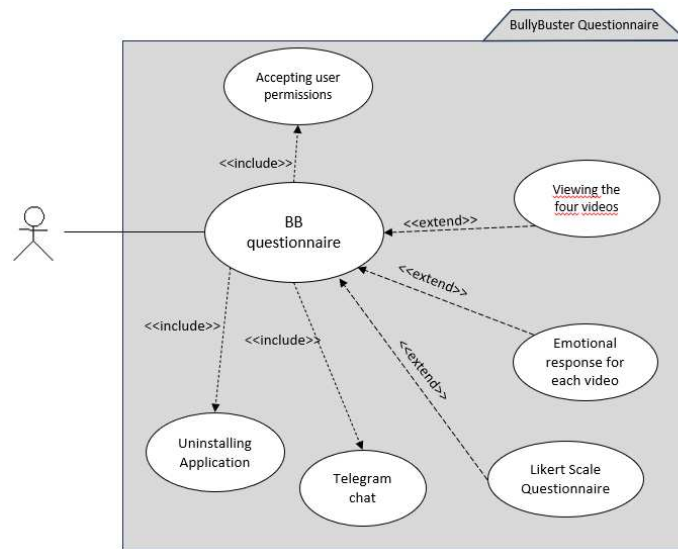 BullyBuster Questionnaire
Accepting user
permissions
<<include>>
Viewing the
four videos
BB
questionnaire
<<extend>>
<<extend>>
<<include>>
<<include>>
<<extend>>
Emotional
response for
each video
Uninstalling
Application
Telegram
chat
Likert Scale
Questionnaire